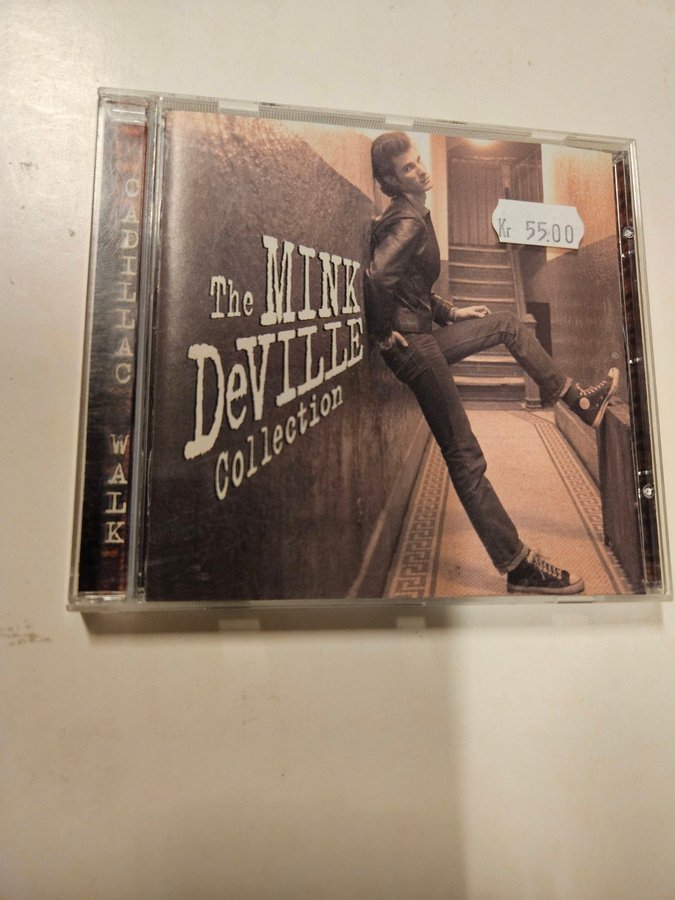 CADILLAC WALK
The MINK
DeVILLE
Collection
Kr 55.00